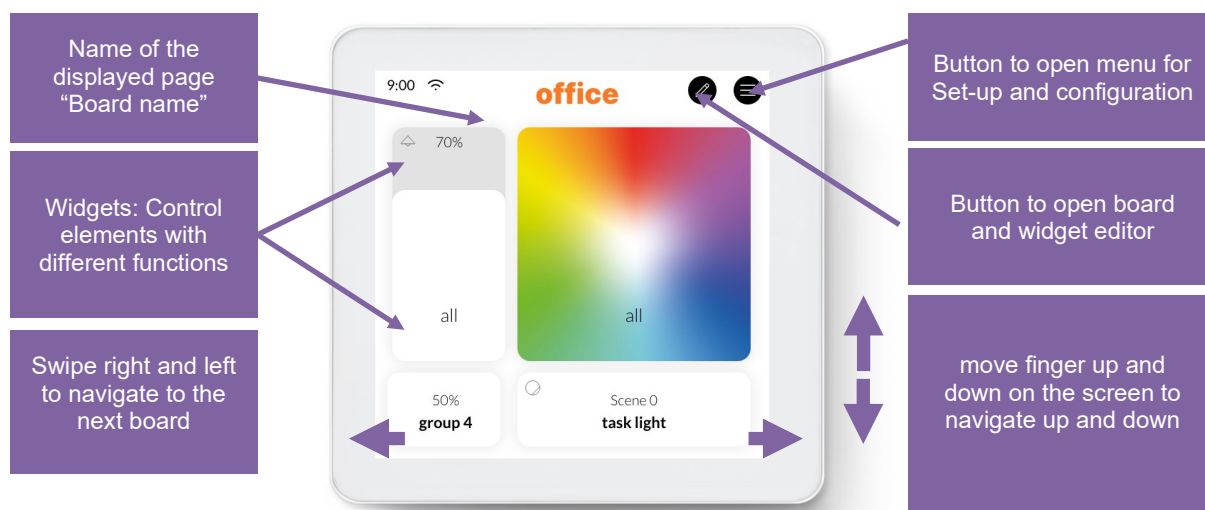 Name of the
displayed page
“Board name”
Widgets: Control
elements with
different functions
Swipe right and left
to navigate to the
next board
9:00
office
70%
all
all
50%
group 4
Scene 0
task light
Button to open menu for
Set-up and configuration
Button to open board
and widget editor
move finger up and
down on the screen to
navigate up and down